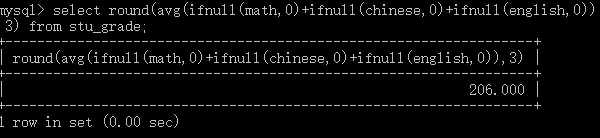 mysql> select round(avg(ifnull(math,0)+ifnull(chinese,0)+ifnull(english,0))
 3) from stu_grade;
+---------------------------------------------------------------+
| round(avg(ifnull(math,0)+ifnull(chinese,0)+ifnull(english,0)),3) |
+---------------------------------------------------------------+
| 206.000 |
+---------------------------------------------------------------+
1 row in set (0.00 sec)